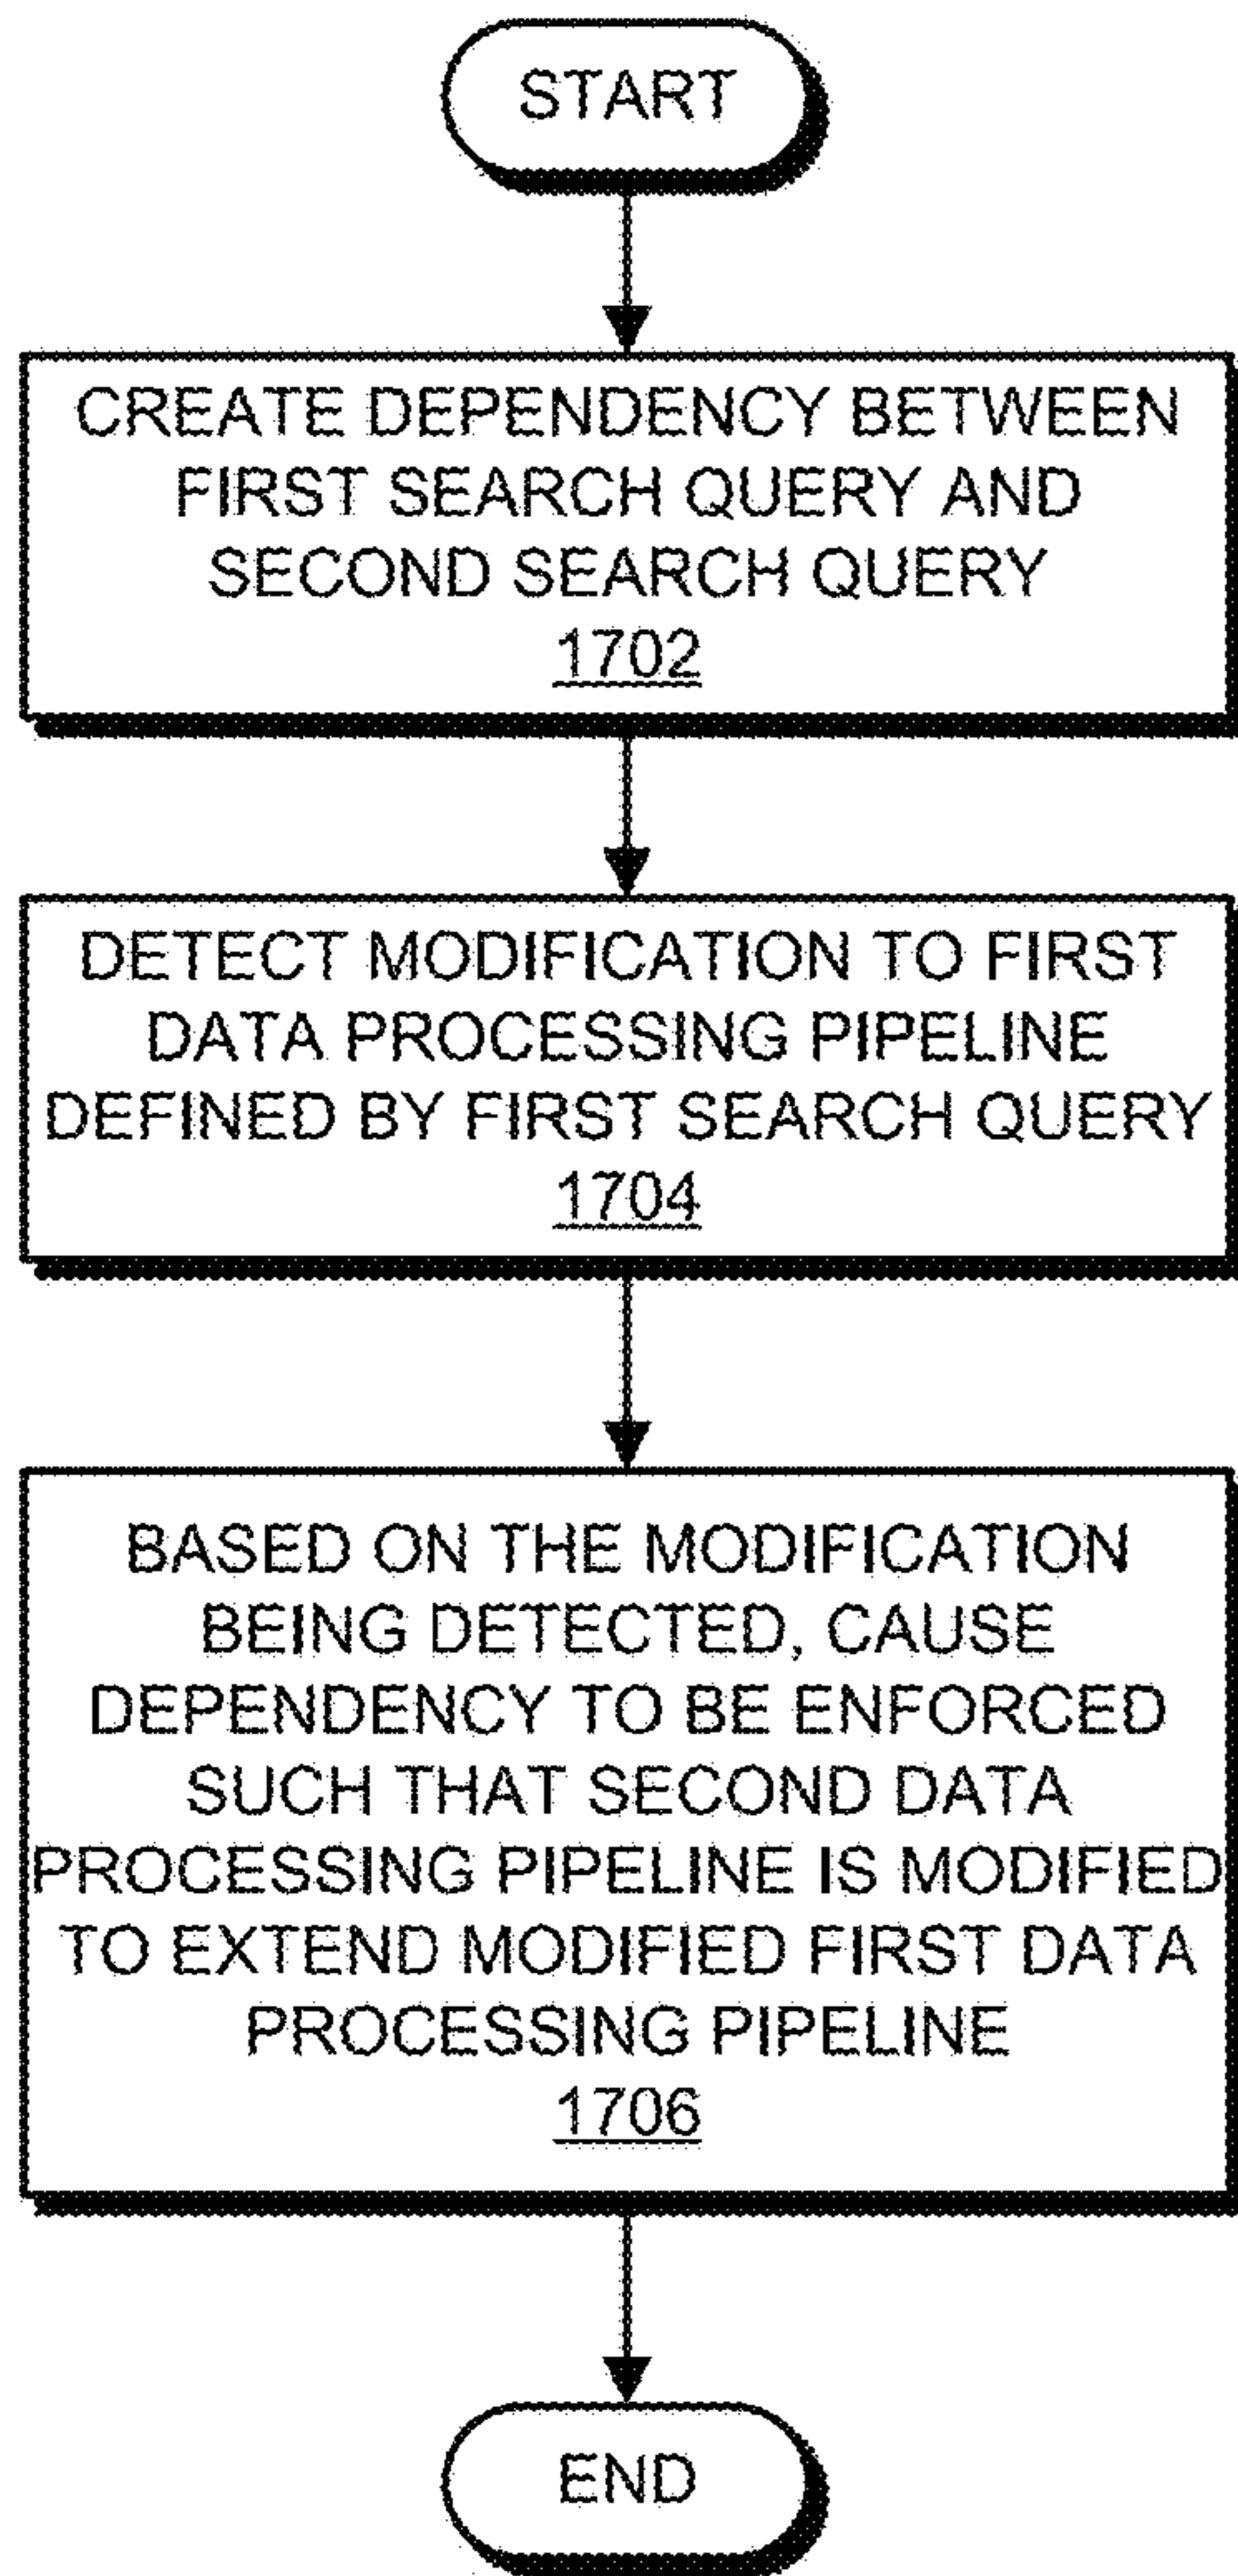 START
CREATE DEPENDENCY BETWEEN
FIRST SEARCH QUERY AND
SECOND SEARCH QUERY
1702
DETECT MODIFICATION TO FIRST
DATA PROCESSING PIPELINE
DEFINED BY FIRST SEARCH QUERY
1704
BASED ON THE MODIFICATION
BEING DETECTED, CAUSE
DEPENDENCY TO BE ENFORCED
SUCH THAT SECOND DATA
PROCESSING PIPELINE IS MODIFIED
TO EXTEND MODIFIED FIRST DATA
PROCESSING PIPELINE
1706
END